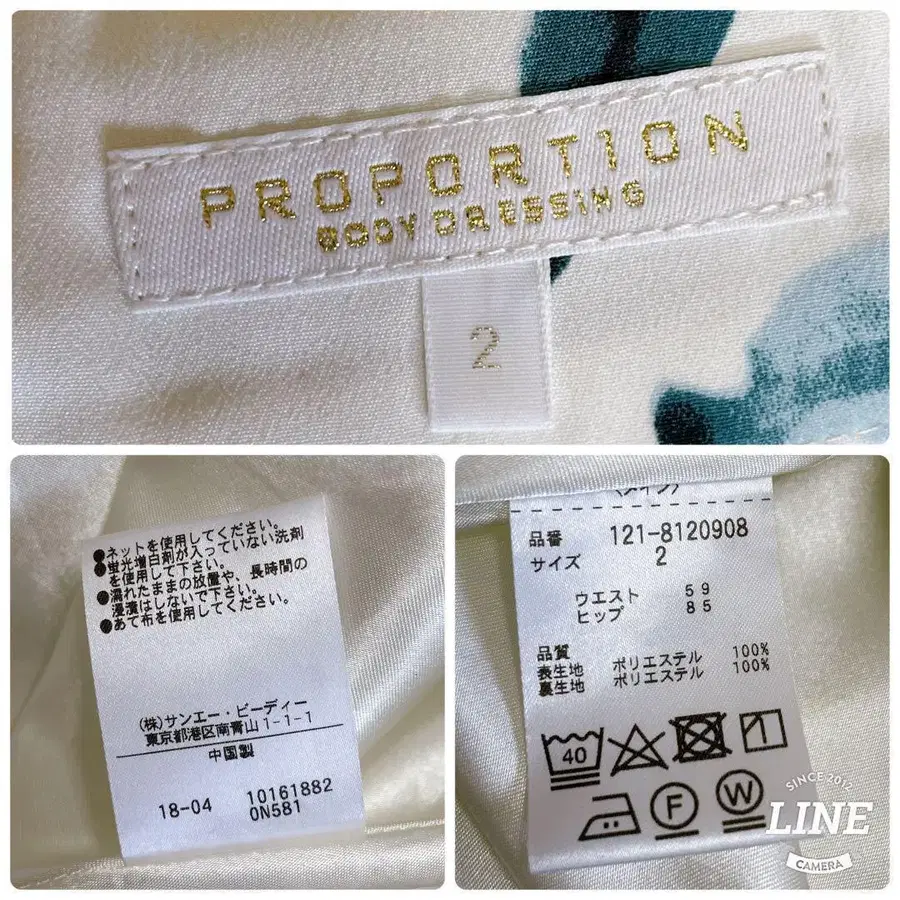 PROPORTION
BODY DRESSING
2
●ネットを使用してください。
●蛍光増白剤が入っていない洗剤
を使用して下さい。
●濡れたままの放置や、長時間の
浸漬はしないで下さい。
●あて布を使用してください。
(株)サンエー・ビーディー
東京都港区南青山1-1-1
中国製
18-04 10161882
0N581
〈メイン〉
品番 121-8120908
サイズ 2
ウエスト 59
ヒップ 85
品質
表生地 ポリエステル 100%
裏生地 ポリエステル 100%
40
F W
SINCE 2012
LINE
CAMERA